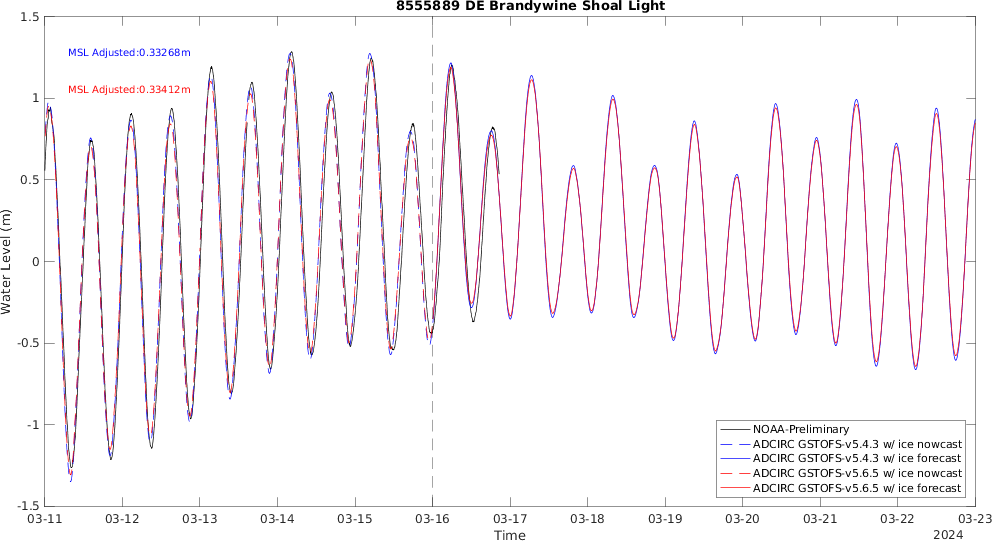 8555889 DE Brandywine Shoal Light
MSL Adjusted:0.33268m
MSL Adjusted:0.33412m
Water Level (m)
1.5
1
0.5
0
-0.5
-1
-1.5
NOAA-Preliminary
ADCIRC GSTOFS-v5.4.3 w/ ice nowcast
ADCIRC GSTOFS-v5.4.3 w/ ice forecast
ADCIRC GSTOFS-v5.6.5 w/ ice nowcast
ADCIRC GSTOFS-v5.6.5 w/ ice forecast
03-11 03-12 03-13 03-14 03-15 03-16 03-17 03-18 03-19 03-20 03-21 03-22 03-23
Time
2024